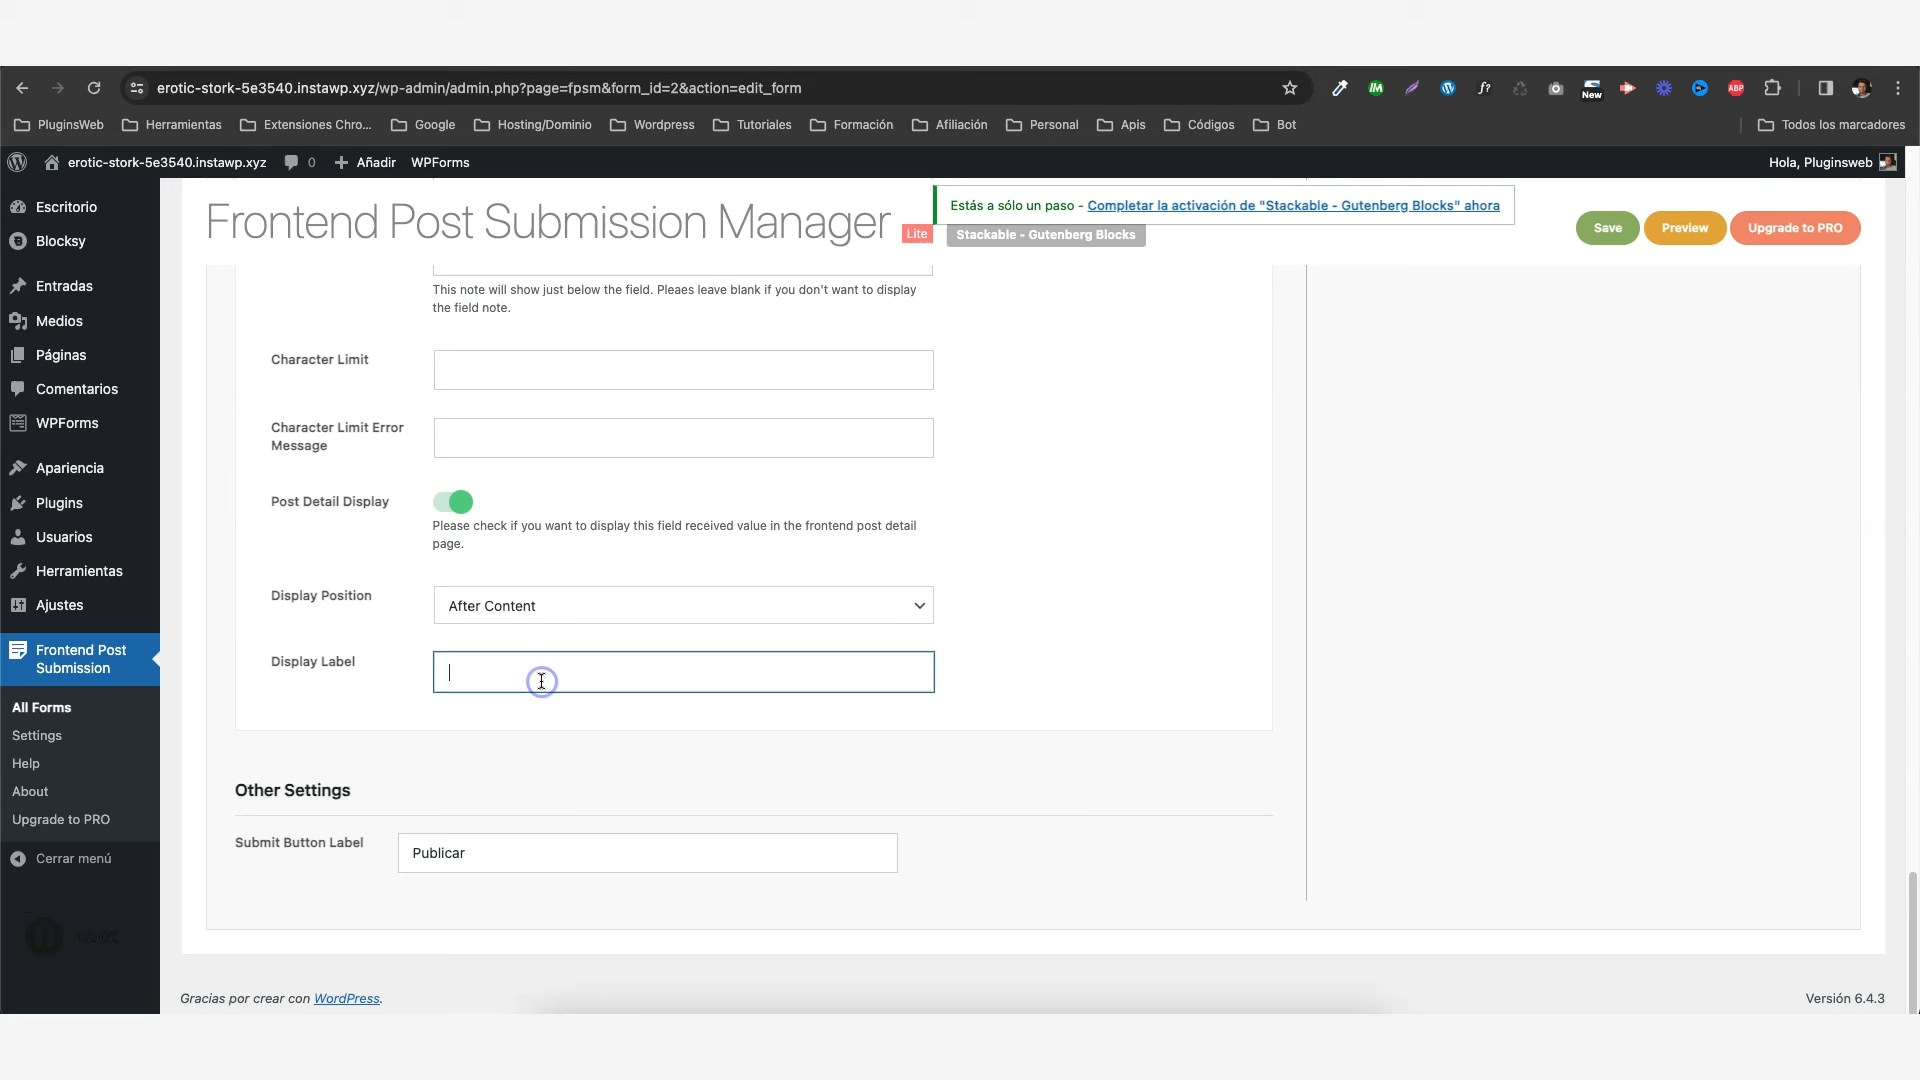 erotic-stork-5e3540.instawp.xyz/wp-admin/admin.php?page=fpsm&form_id=2&action=edit_form
New
ABP
PluginsWeb
Herramientas
Extensiones Chro...
Google
Hosting/Dominio
Wordpress
Tutoriales
Formación
Afiliación
Personal
Apis
Códigos
Bot
Todos los marcadores
erotic-stork-5e3540.instawp.xyz
0
Añadir
WPForms
Hola, Pluginsweb
Escritorio
Blocksy
Entradas
Medios
Páginas
Comentarios
WPForms
Apariencia
Plugins
Usuarios
Herramientas
Ajustes
Frontend Post
Submission
All Forms
Settings
Help
About
Upgrade to PRO
Cerrar menú
Frontend Post Submission Manager
Lite
Estás a sólo un paso - Completar la activación de "Stackable - Gutenberg Blocks" ahora
Stackable - Gutenberg Blocks
Save
Preview
Upgrade to PRO
This note will show just below the field. Pleaes leave blank if you don't want to display
the field note.
Character Limit
Character Limit Error
Message
Post Detail Display
Please check if you want to display this field received value in the frontend post detail
page.
Display Position
After Content
Display Label
Other Settings
Submit Button Label
Publicar
Gracias por crear con WordPress.
Versión 6.4.3